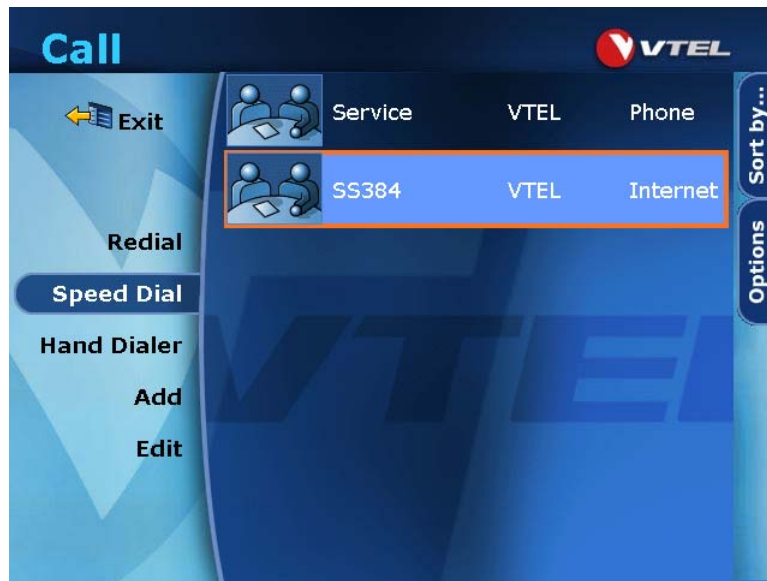 Call
VTEL
Exit
Service VTEL Phone
SS384 VTEL Internet
Redial
Speed Dial
Hand Dialer
Add
Edit
Sort by...
Options
VTEL